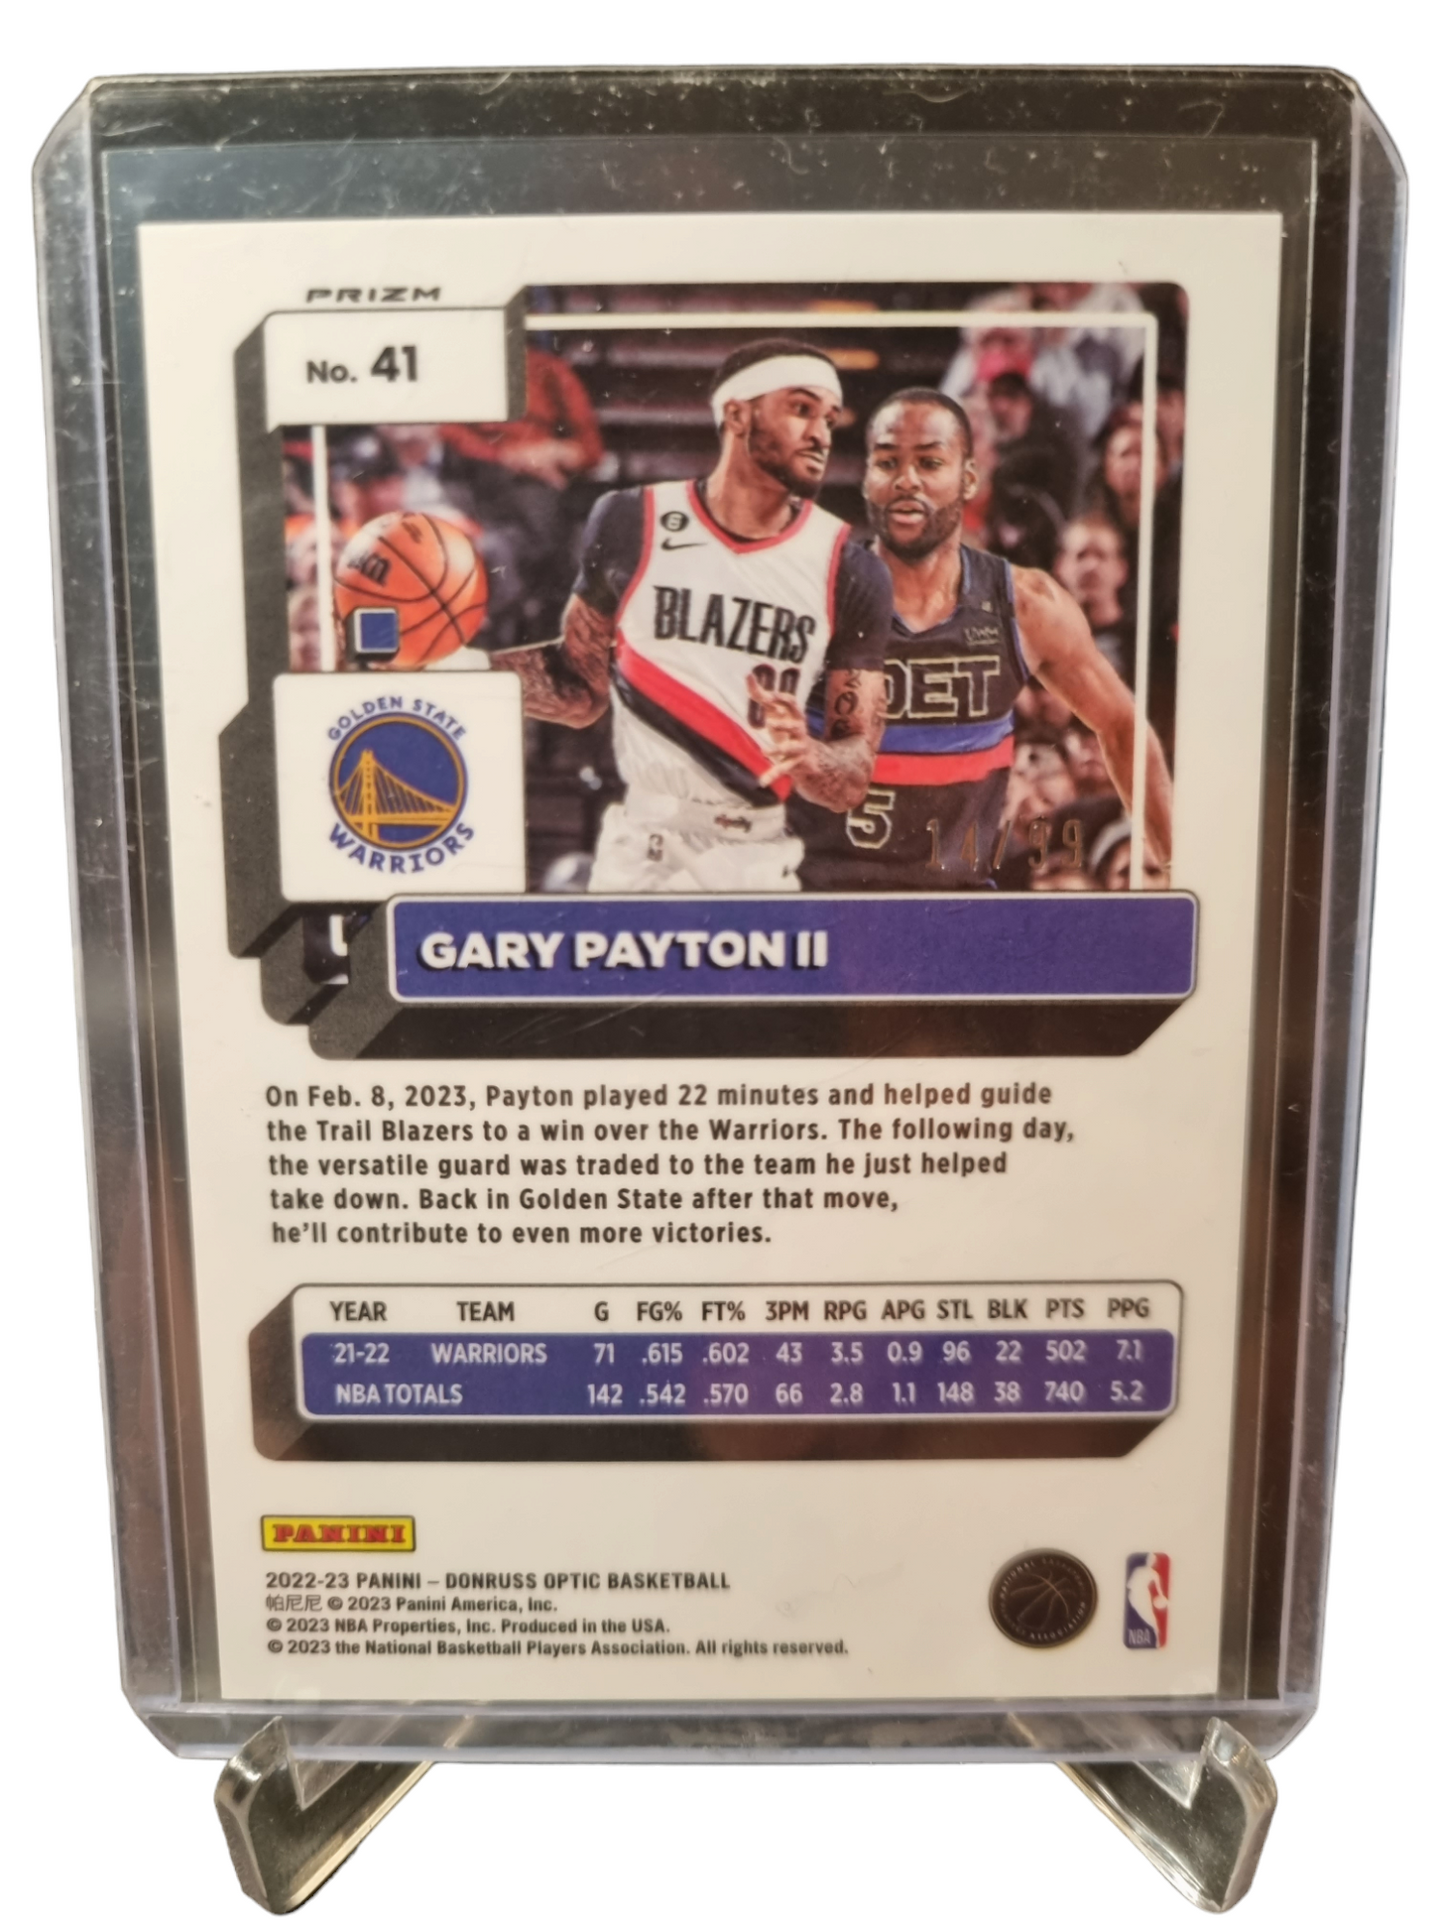 PRIZM
No. 41
BLAZERS
DET
5
14/99
GOLDEN STATE
WARRIORS
GARY PAYTON II
On Feb. 8, 2023, Payton played 22 minutes and helped guide
the Trail Blazers to a win over the Warriors. The following day,
the versatile guard was traded to the team he just helped
take down. Back in Golden State after that move,
he'll contribute to even more victories.
YEAR TEAM G FG% FT% 3PM RPG APG STL BLK PTS PPG
21-22 WARRIORS 71 .615 .602 43 3.5 0.9 96 22 502 7.1
NBA TOTALS 142 .542 .570 66 2.8 1.1 148 38 740 5.2
PANINI
2022-23 PANINI – DONRUSS OPTIC BASKETBALL
帕尼尼 © 2023 Panini America, Inc.
© 2023 NBA Properties, Inc. Produced in the USA.
© 2023 the National Basketball Players Association. All rights reserved.
NBA